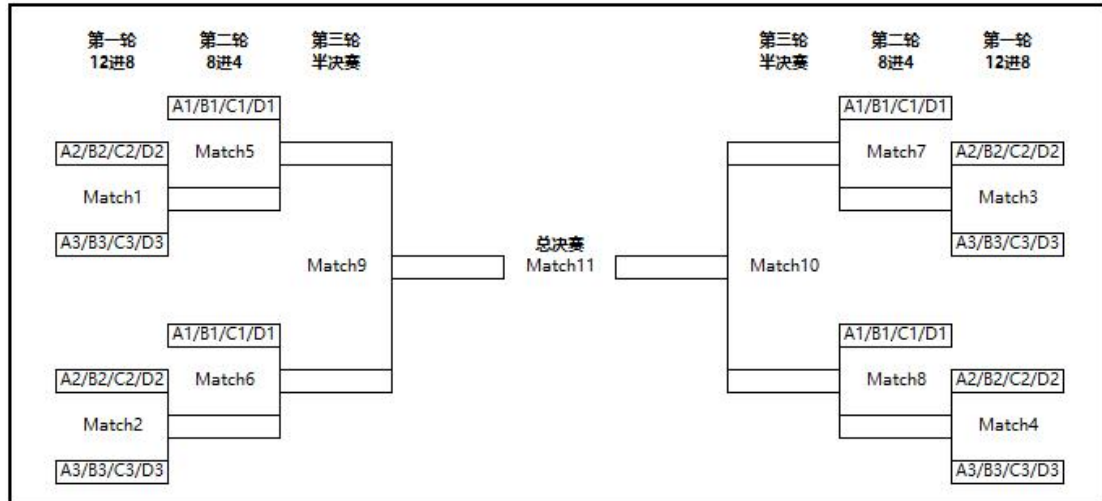 第一轮 第二轮 第三轮 第三轮 第二轮 第一轮
12进8 8进4 半决赛 半决赛 8进4 12进8
A1/B1/C1/D1 A1/B1/C1/D1
A2/B2/C2/D2 Match5 Match7 A2/B2/C2/D2
Match1 Match3
A3/B3/C3/D3 总决赛 A3/B3/C3/D3
Match9 Match11 Match10
A1/B1/C1/D1 A1/B1/C1/D1
A2/B2/C2/D2 Match6 Match8 A2/B2/C2/D2
Match2 Match4
A3/B3/C3/D3 A3/B3/C3/D3